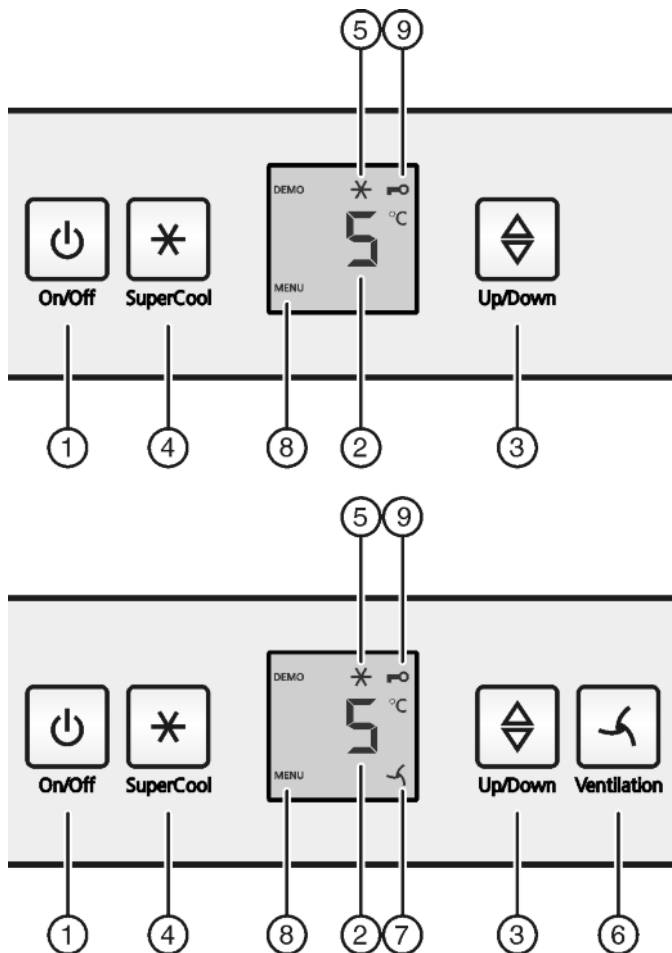 5 9
DEMO
5 °C
MENU
On/Off SuperCool Up/Down
1 4 8 2 3
5 9
DEMO
5 °C
MENU
On/Off SuperCool Up/Down Ventilation
1 4 8 2 7 3 6